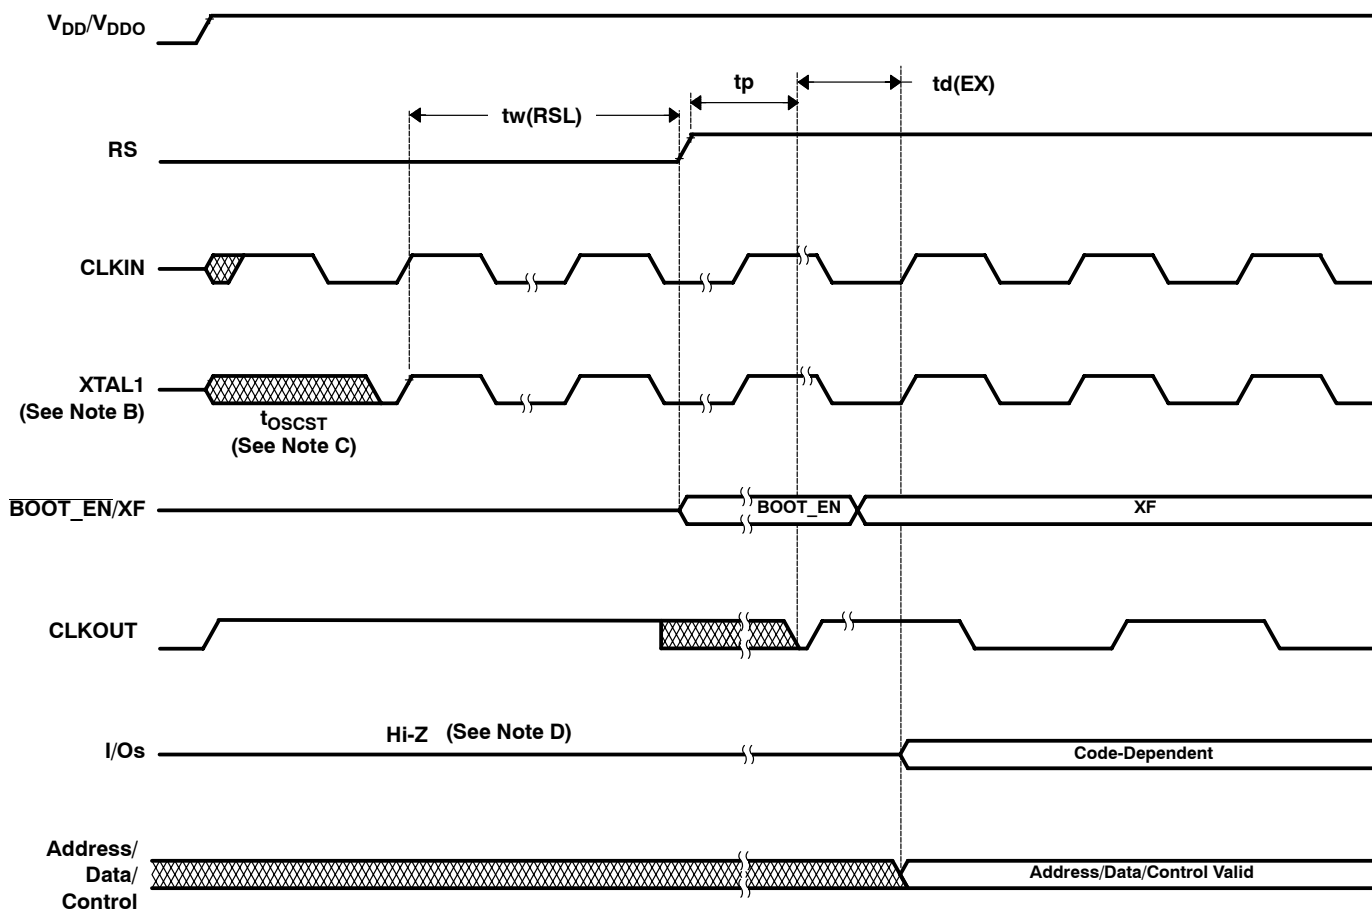 VDD/VDDO
tp
td(EX)
tw(RSL)
RS
CLKIN
XTAL1
(See Note B)
tOSCST
(See Note C)
BOOT_EN/XF
BOOT_EN
XF
CLKOUT
Hi-Z (See Note D)
I/Os
Code-Dependent
Address/
Data/
Control
Address/Data/Control Valid